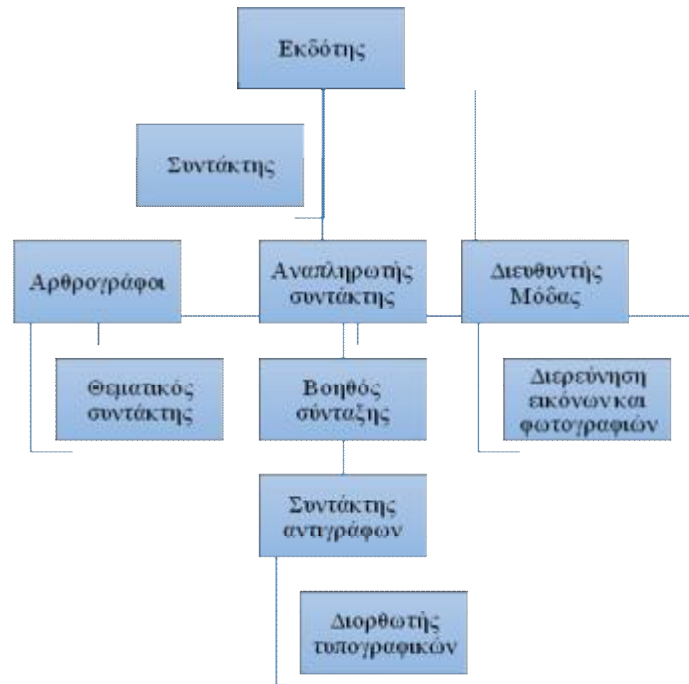 Εκδότης
Συντάκτης
Αρθρογράφοι
Αναπληρωτής
συντάκτης
Διευθυντής
Μόδας
Θεματικός
συντάκτης
Βοηθός
σύνταξης
Διερεύνηση
εικόνων και
φωτογραφιών
Συντάκτης
αντιγράφων
Διορθωτής
τυπογραφικών